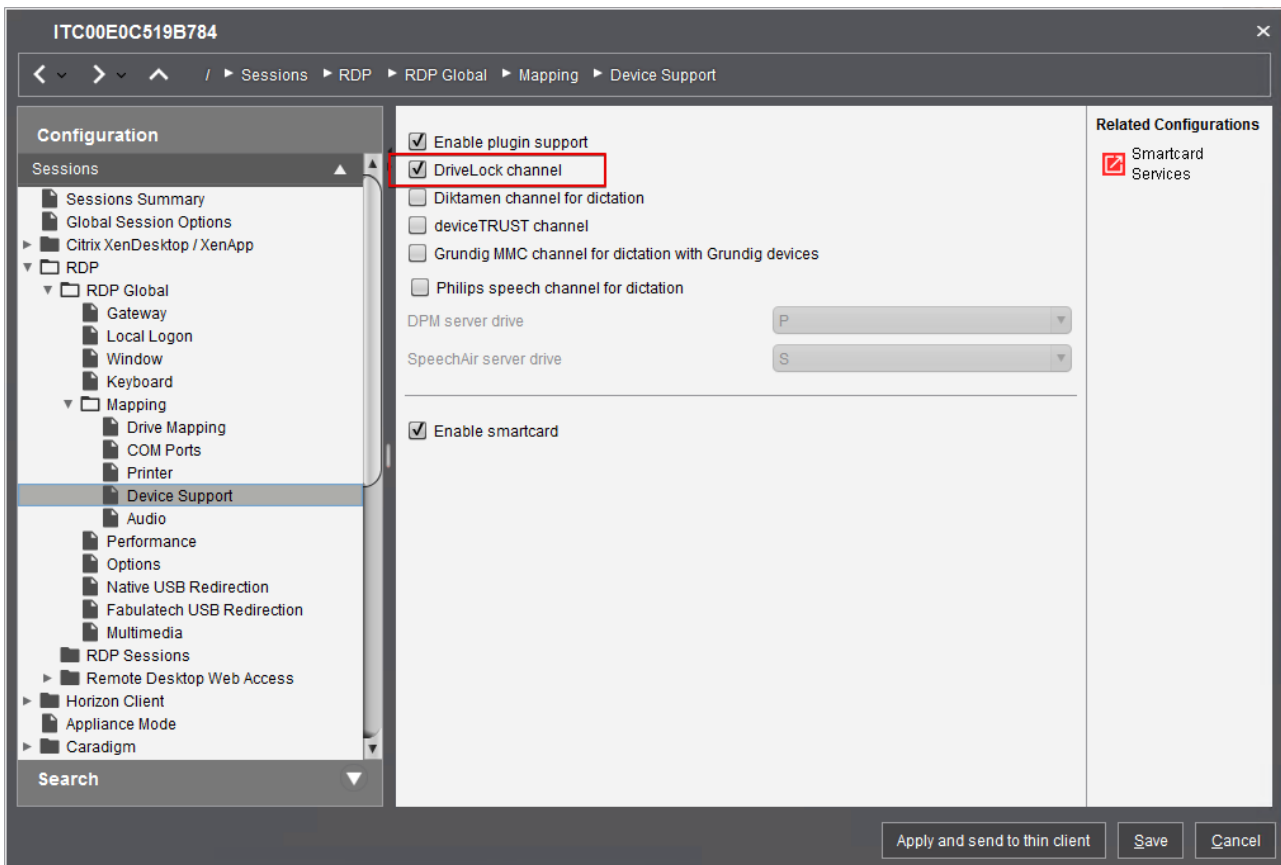 ITC00E0C519B784
/ Sessions RDP RDP Global Mapping Device Support
Configuration
Sessions
Sessions Summary
Global Session Options
Citrix XenDesktop / XenApp
RDP
RDP Global
Gateway
Local Logon
Window
Keyboard
Mapping
Drive Mapping
COM Ports
Printer
Device Support
Audio
Performance
Options
Native USB Redirection
Fabulatech USB Redirection
Multimedia
RDP Sessions
Remote Desktop Web Access
Horizon Client
Appliance Mode
Caradigm
Search
Enable plugin support
DriveLock channel
Diktamen channel for dictation
deviceTRUST channel
Grundig MMC channel for dictation with Grundig devices
Philips speech channel for dictation
DPM server drive P
SpeechAir server drive S
Enable smartcard
Related Configurations
Smartcard
Services
Apply and send to thin client Save Cancel